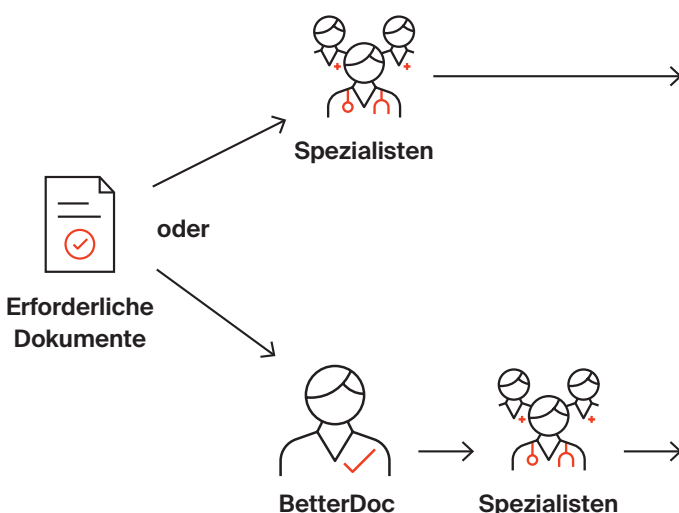 Spezialisten
oder
Erforderliche
Dokumente
BetterDoc
Spezialisten